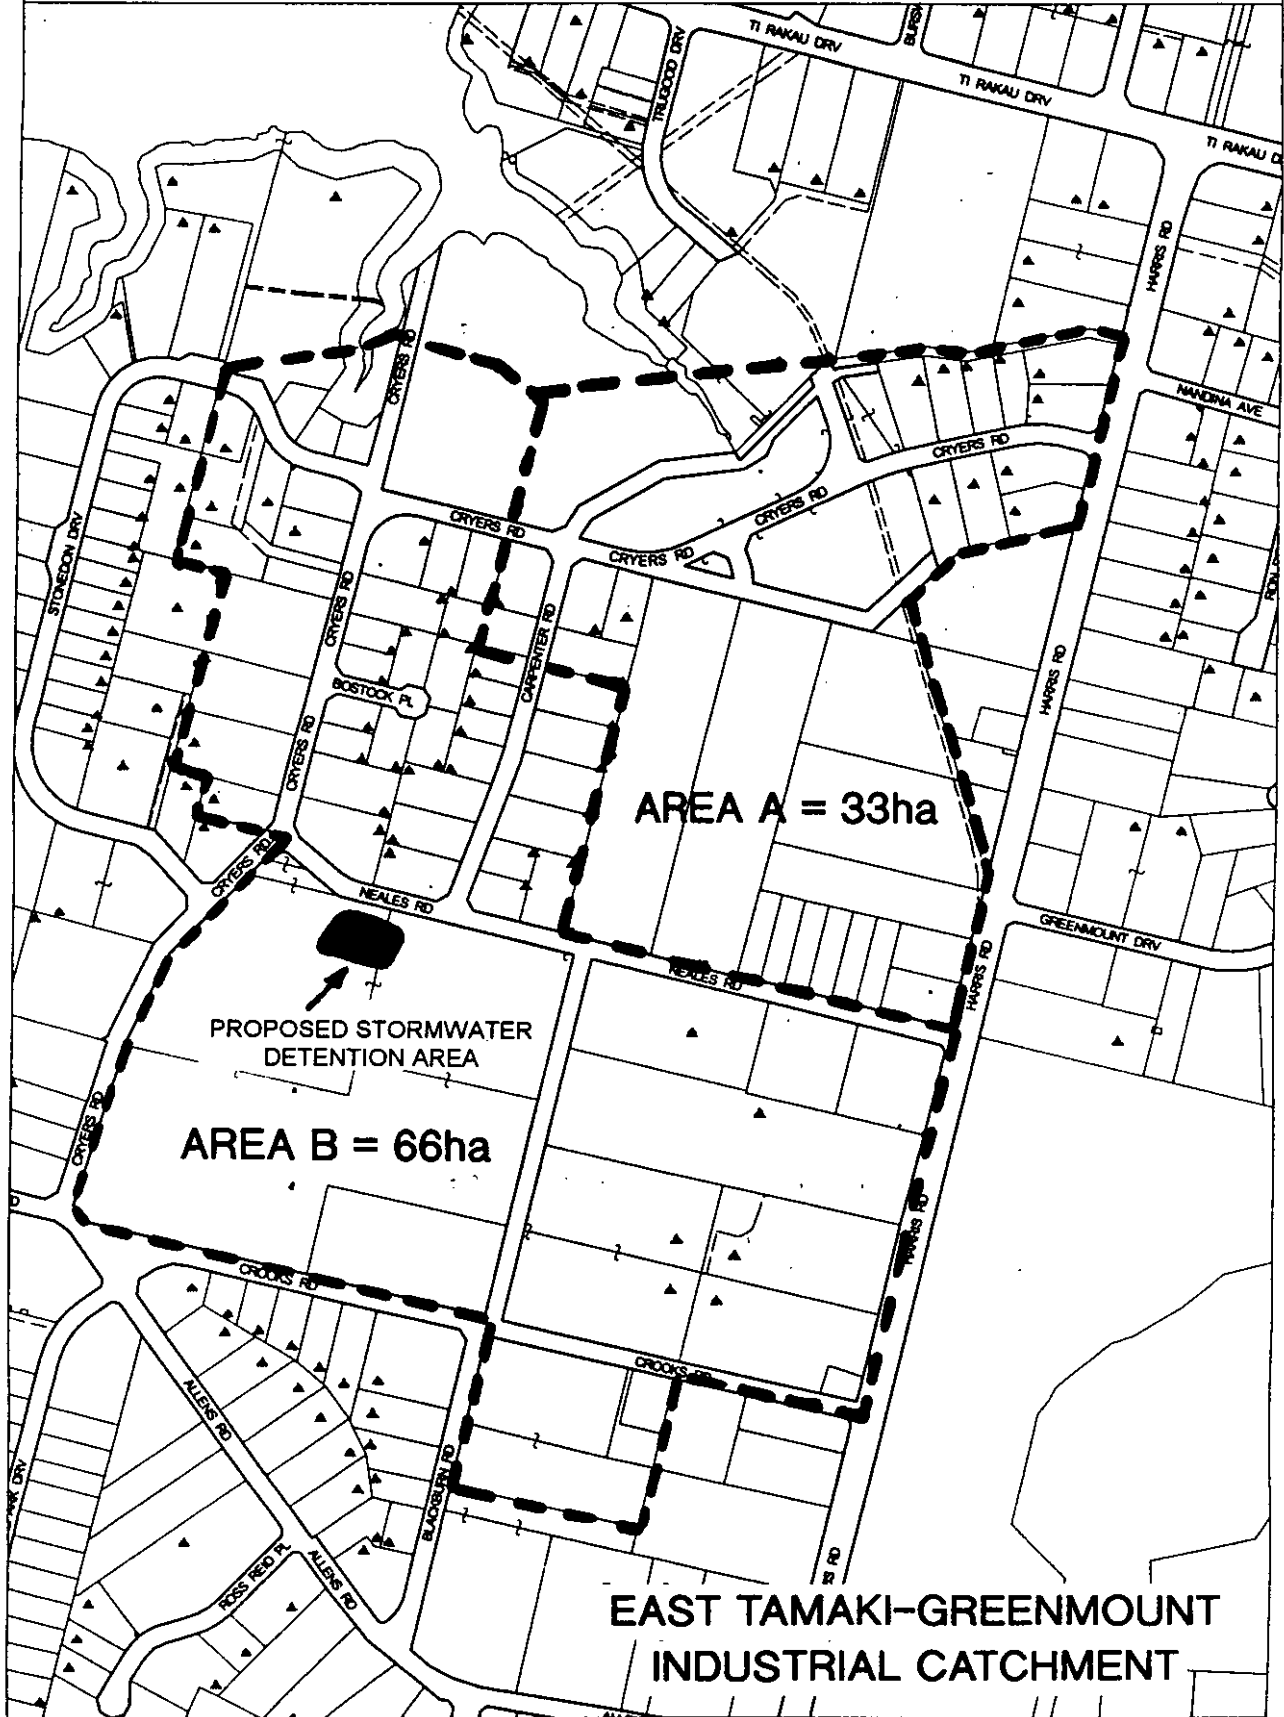 TI RAKAU DRV
TRUGOOD DRV
TI RAKAU DRV
TI RAKAU D
HARRIS RD
CRYERS RD
NANDINA AVE
CRYERS RD
CRYERS RD
CRYERS RD
CRYERS RD
STONEDON DRV
CRYERS RD
CARPENTER RD
HARRIS RD
BOSTOCK PL
CRYERS RD
AREA A = 33ha
CRYERS RD
NEALES RD
GREENMOUNT DRV
NEALES RD
HARRIS RD
PROPOSED STORMWATER
DETENTION AREA
CRYERS RD
AREA B = 66ha
HARRIS RD
CROOKS RD
CROOKS RD
ALLENS RD
BLACKBURN RD
ROSS REID PL
ALLENS RD
EAST TAMAKI-GREENMOUNT
INDUSTRIAL CATCHMENT